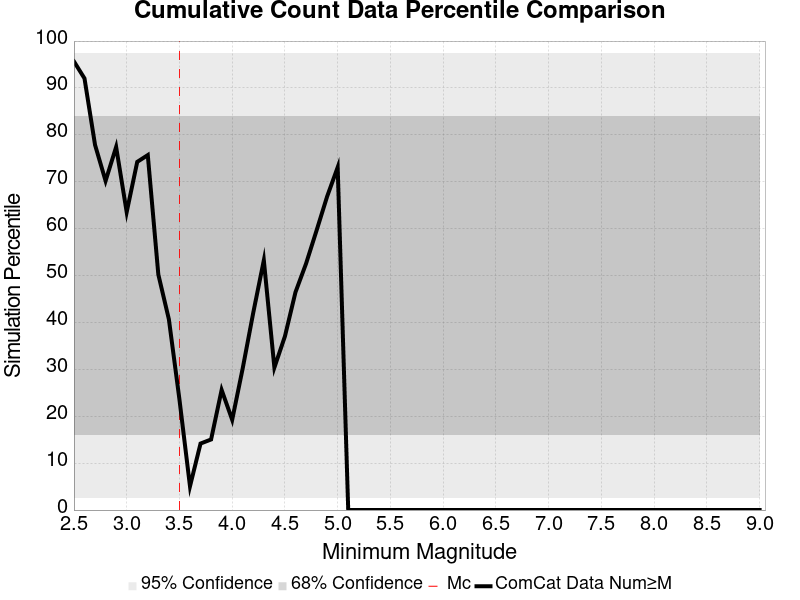 Cumulative Count Data Percentile Comparison
100
90
80
70
60
50
40
30
20
10
0
Simulation Percentile
2.5 3.0 3.5 4.0 4.5 5.0 5.5 6.0 6.5 7.0 7.5 8.0 8.5 9.0
Minimum Magnitude
95% Confidence 68% Confidence Mc ComCat Data Num≥M